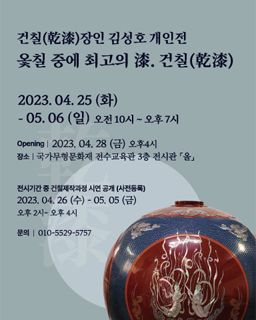 건칠(乾漆)장인 김성호 개인전
옻칠 중에 최고의 漆. 건칠(乾漆)
2023. 04. 25 (화)
- 05. 06 (일) 오전 10시 ~ 오후 7시
Opening | 2023. 04. 28 (금) 오후4시
장소 | 국가무형문화재 전수교육관 3층 전시관 「올」
전시기간 중 건칠제작과정 시연 공개 (사전등록)
2023. 04. 26 (수) - 05. 05 (금)
오후 2시~ 오후 4시
문의 | 010-5529-5757
乾漆